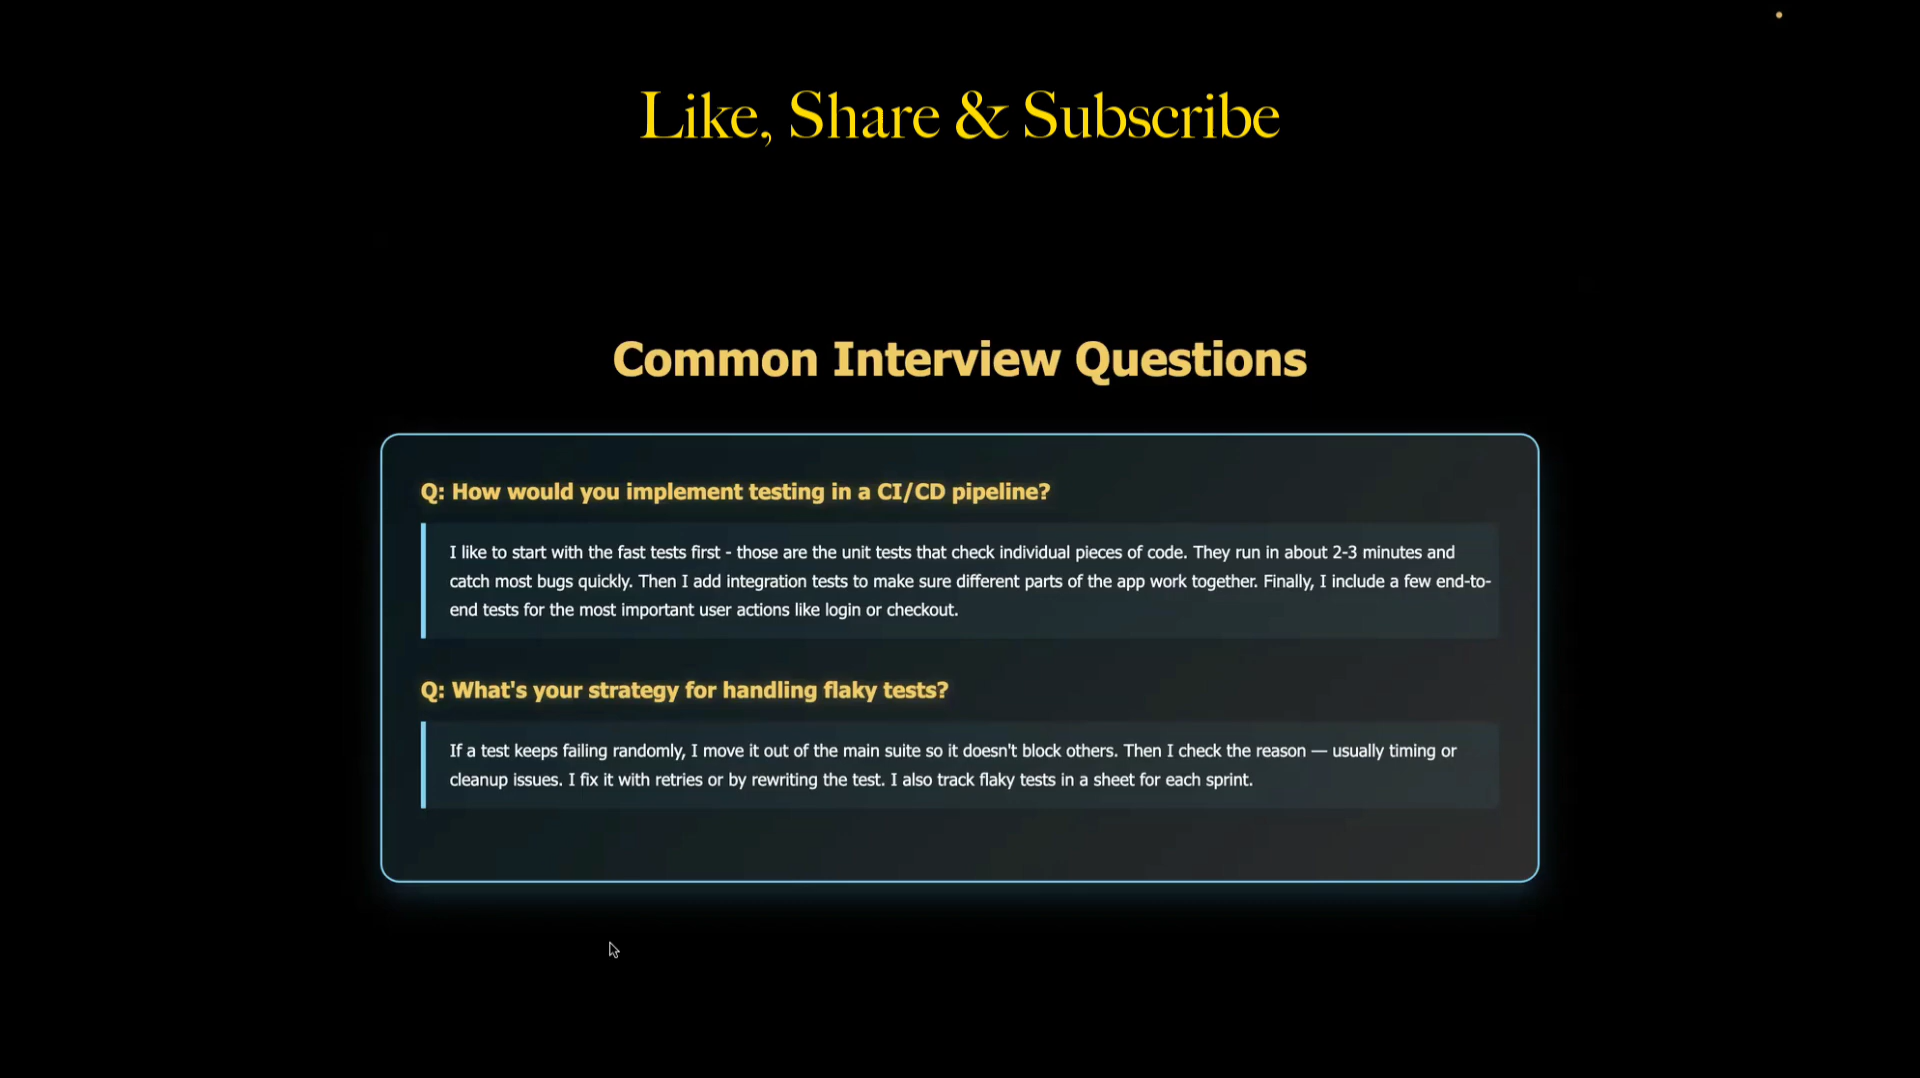 Like, Share & Subscribe
Common Interview Questions
Q: How would you implement testing in a CI/CD pipeline?
I like to start with the fast tests first - those are the unit tests that check individual pieces of code. They run in about 2-3 minutes and
catch most bugs quickly. Then I add integration tests to make sure different parts of the app work together. Finally, I include a few end-to-
end tests for the most important user actions like login or checkout.
Q: What's your strategy for handling flaky tests?
If a test keeps failing randomly, I move it out of the main suite so it doesn't block others. Then I check the reason — usually timing or
cleanup issues. I fix it with retries or by rewriting the test. I also track flaky tests in a sheet for each sprint.